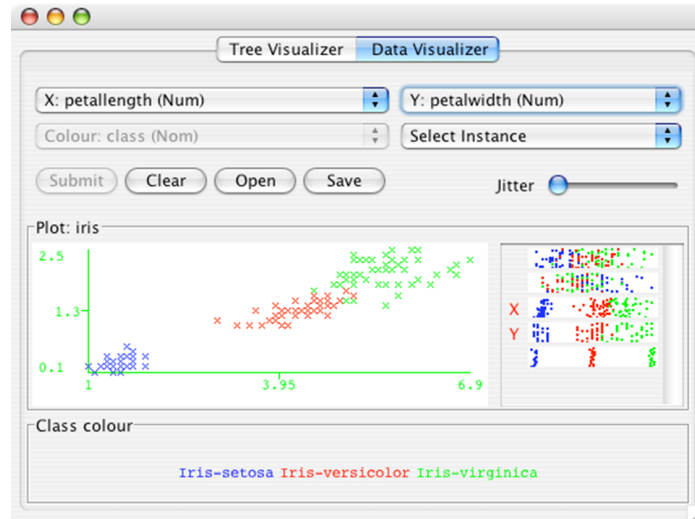 Tree Visualizer Data Visualizer
X: petallength (Num) Y: petalwidth (Num)
Colour: class (Nom) Select Instance
Submit Clear Open Save Jitter
Plot: iris
2.5
1.3
0.1
1 3.95 6.9
X
Y
Class colour
Iris-setosa Iris-versicolor Iris-virginica